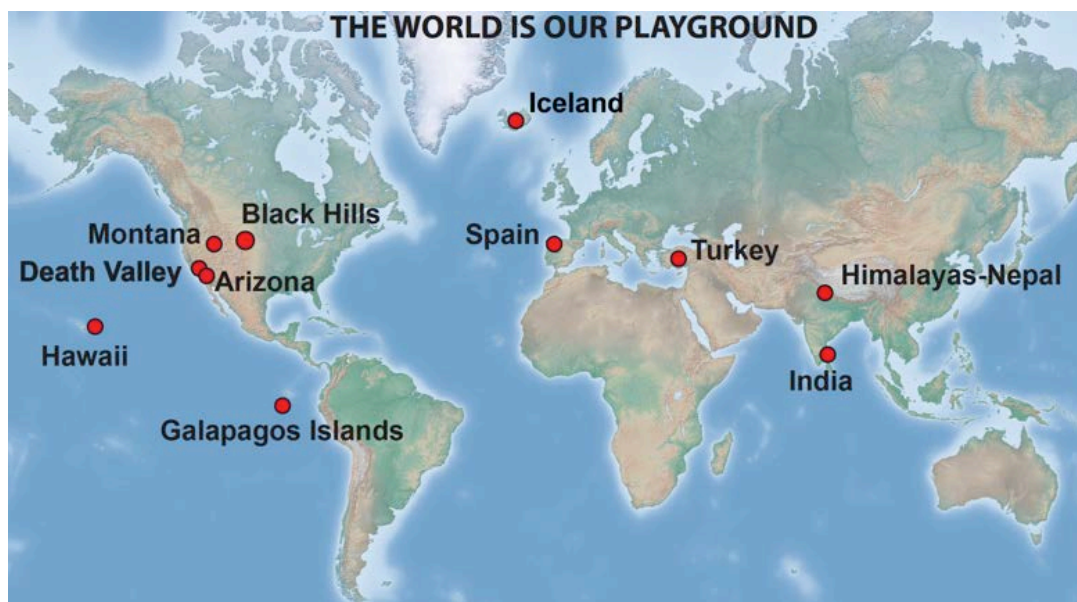 THE WORLD IS OUR PLAYGROUND
Iceland
Black Hills
Montana
Spain
Turkey
Death Valley
Arizona
Himalayas-Nepal
Hawaii
India
Galapagos Islands